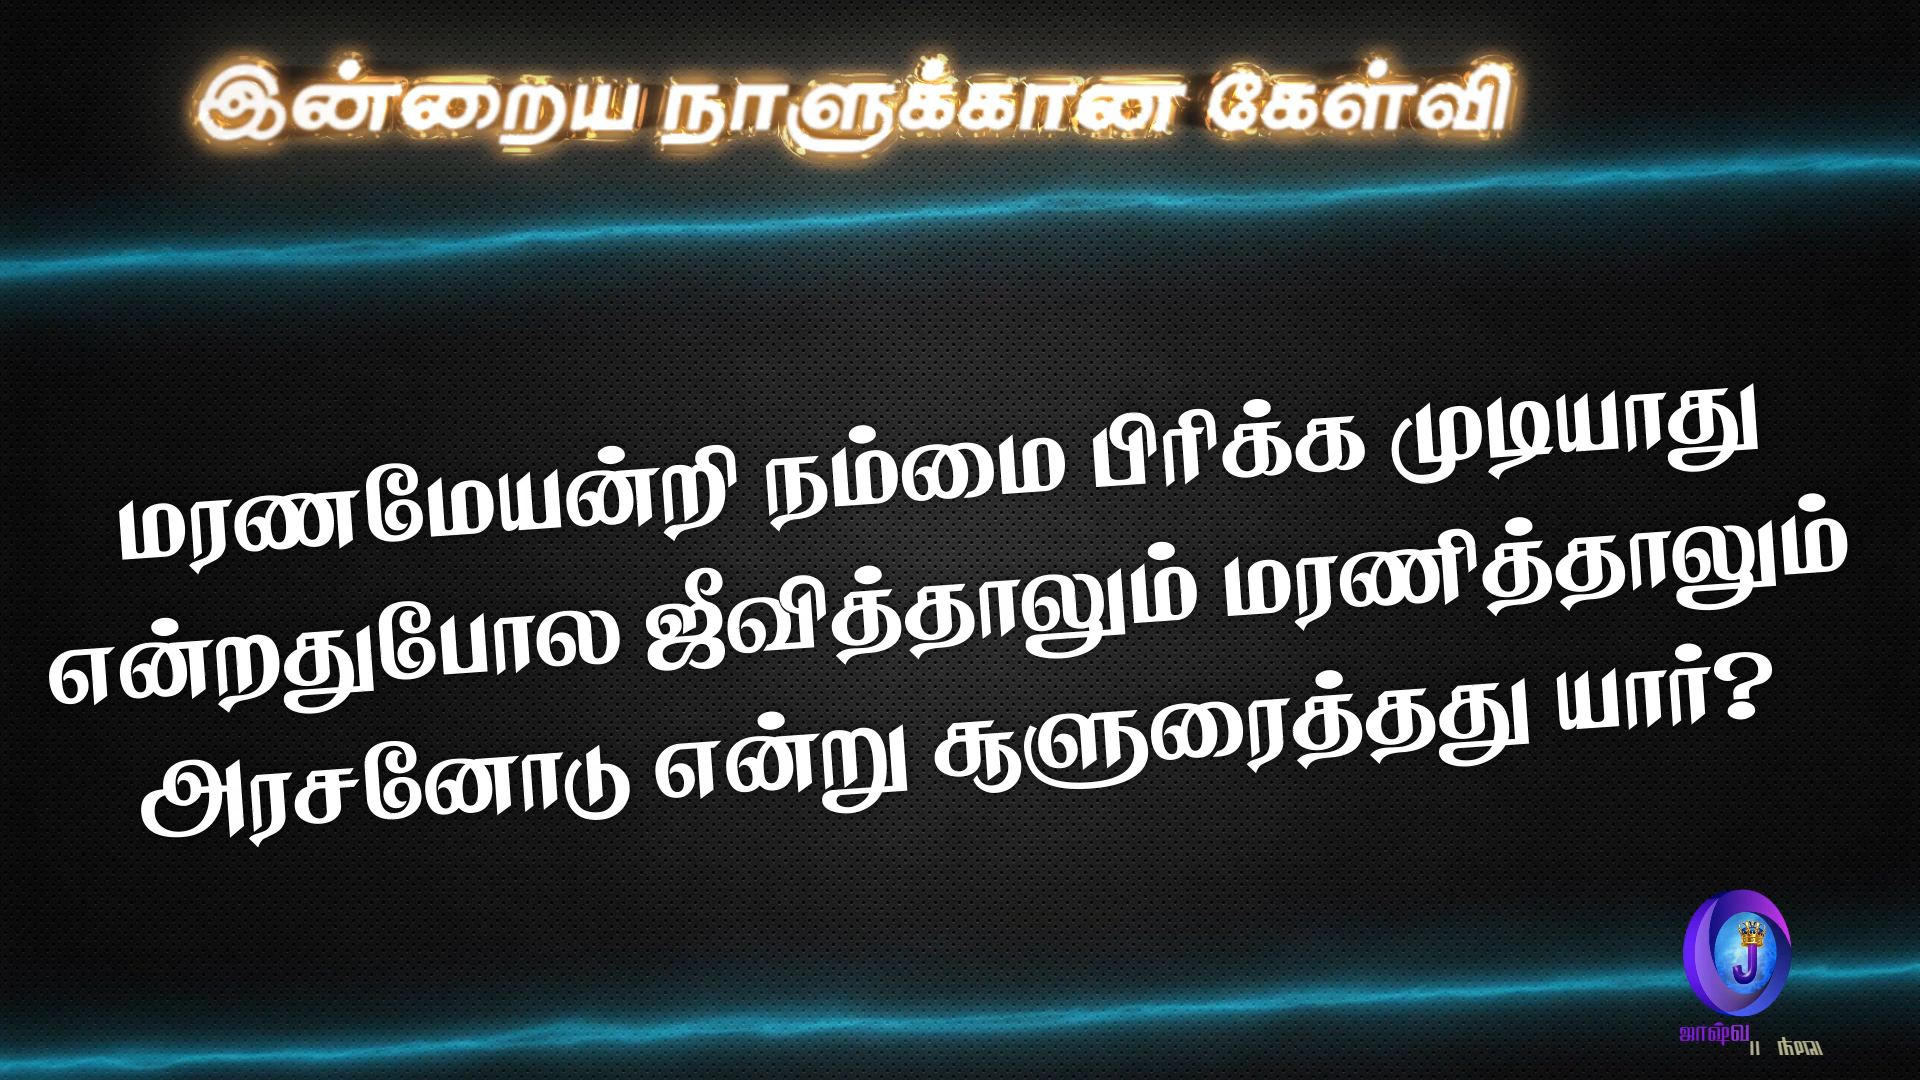 இன்றைய நாளுக்கான கேள்வி
மரணமேயன்றி நம்மை பிரிக்க முடியாது
என்றதுபோல ஜீவித்தாலும் மரணித்தாலும்
அரசனோடு என்று சூளுரைத்தது யார்?
J
ஜாஷ்வ